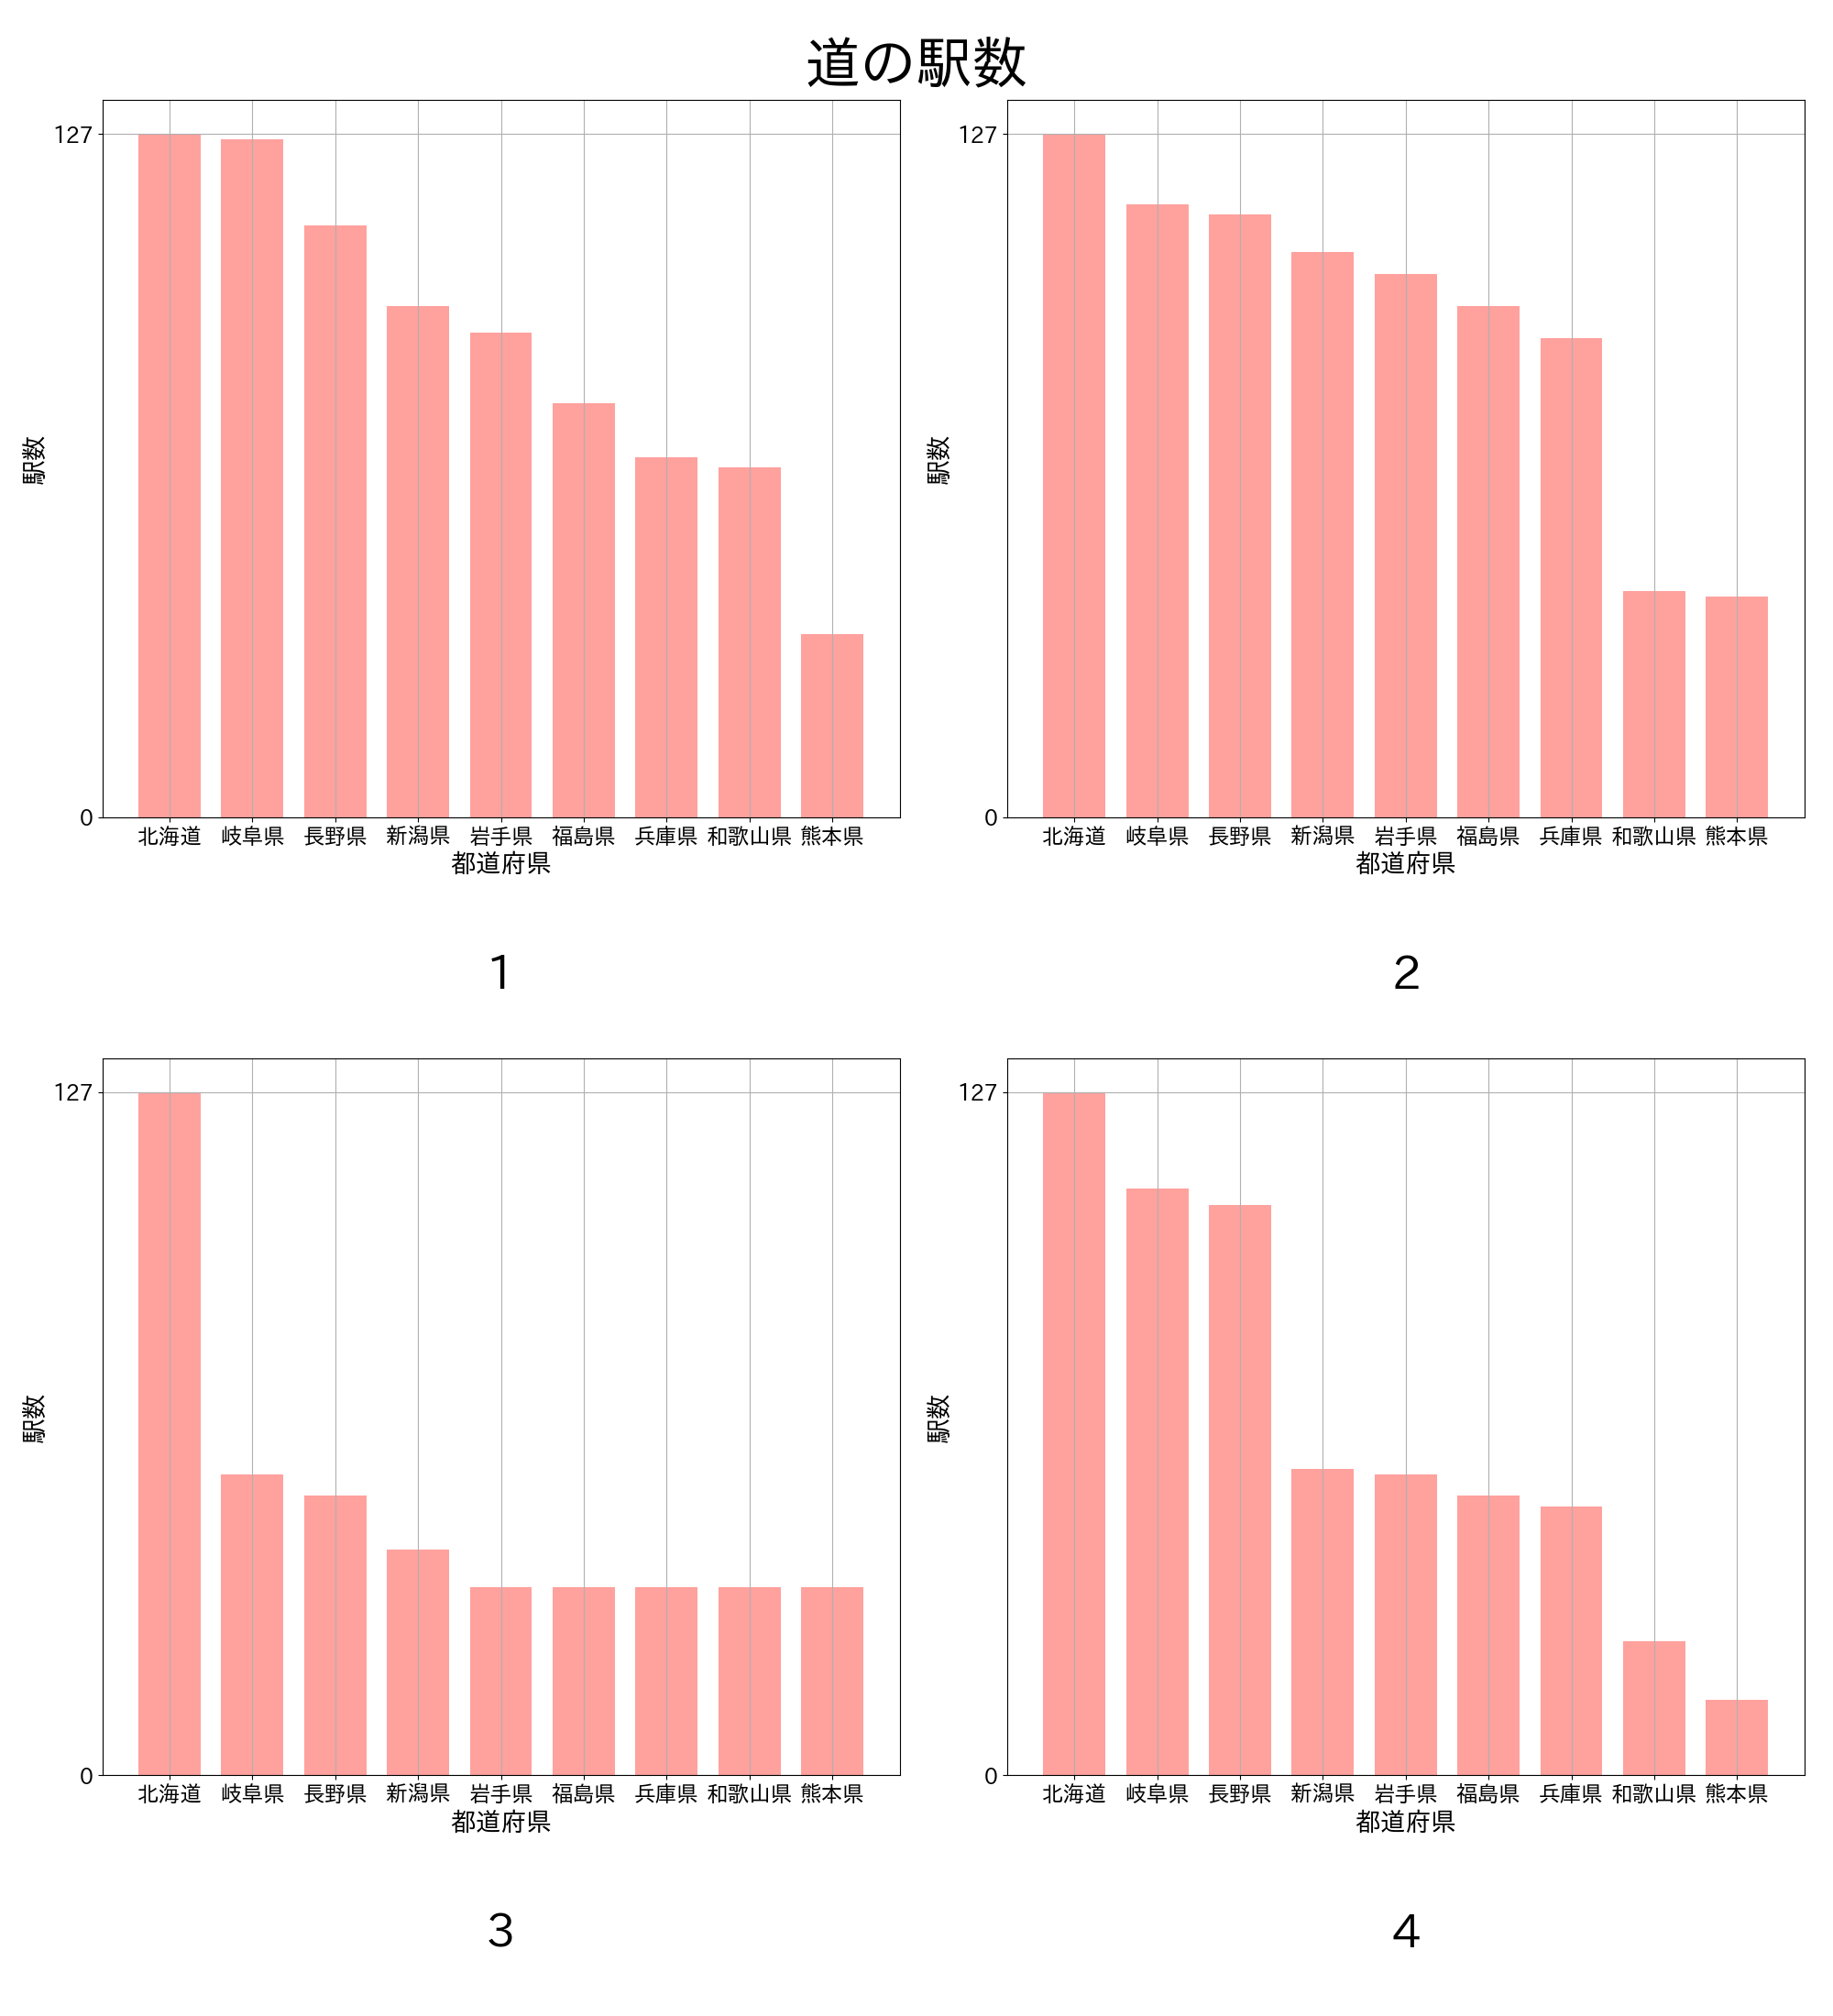 道の駅数
127
0
駅数
北海道 岐阜県 長野県 新潟県 岩手県 福島県 兵庫県 和歌山県 熊本県
都道府県
1
127
0
駅数
北海道 岐阜県 長野県 新潟県 岩手県 福島県 兵庫県 和歌山県 熊本県
都道府県
2
127
0
駅数
北海道 岐阜県 長野県 新潟県 岩手県 福島県 兵庫県 和歌山県 熊本県
都道府県
3
127
0
駅数
北海道 岐阜県 長野県 新潟県 岩手県 福島県 兵庫県 和歌山県 熊本県
都道府県
4